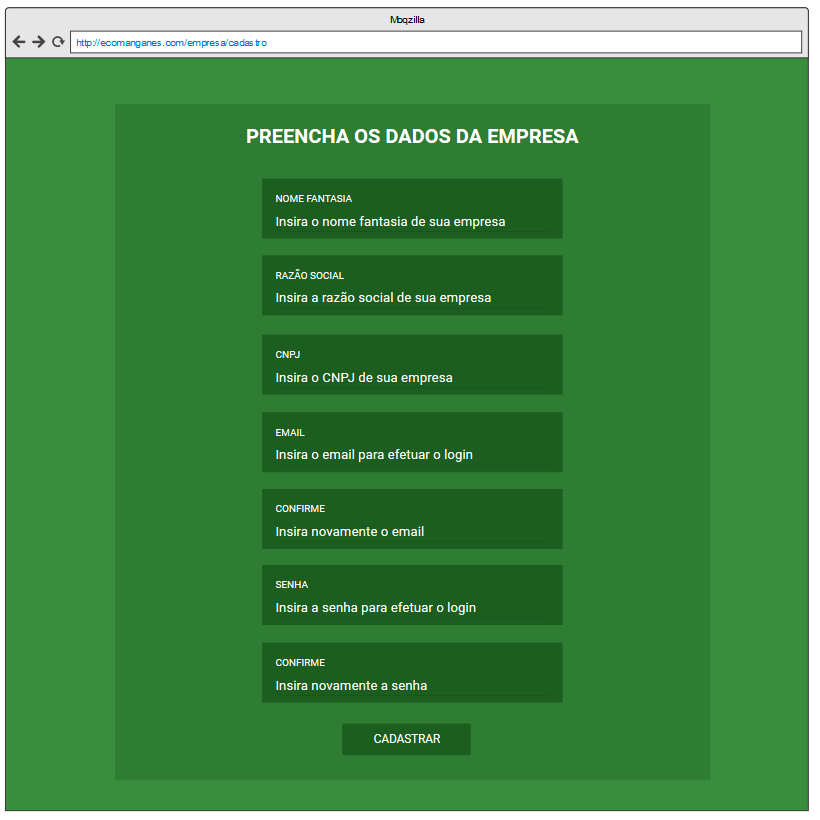 Moqzilla
http://ecomanganes.com/empresa/cadastro
PREENCHA OS DADOS DA EMPRESA
NOME FANTASIA
Insira o nome fantasia de sua empresa
RAZÃO SOCIAL
Insira a razão social de sua empresa
CNPJ
Insira o CNPJ de sua empresa
EMAIL
Insira o email para efetuar o login
CONFIRME
Insira novamente o email
SENHA
Insira a senha para efetuar o login
CONFIRME
Insira novamente a senha
CADASTRAR